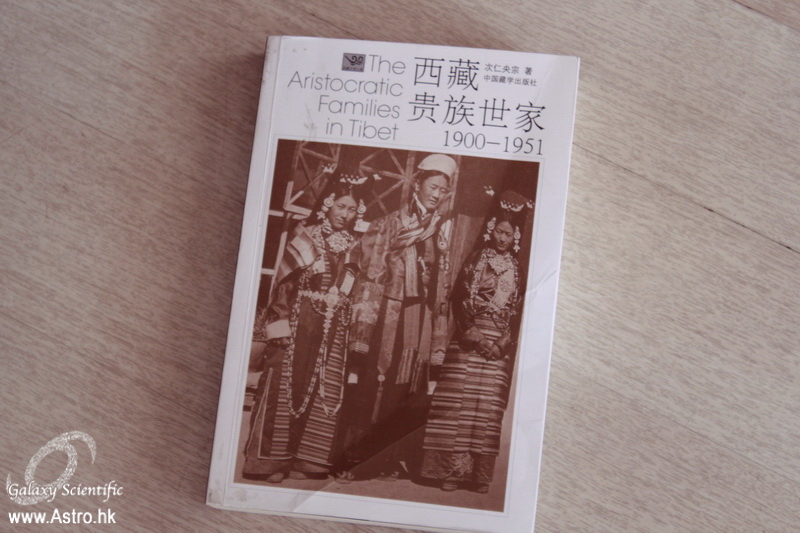 The
Aristocratic
Families
in Tibet
西藏
贵族世家
1900-1951
次仁央宗 著
中国藏学出版社
Galaxy Scientific
www.Astro.hk